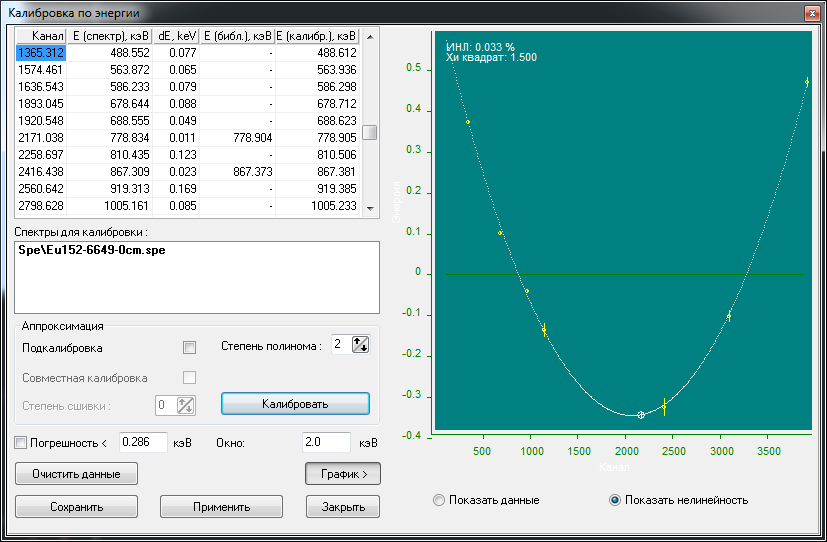 Калибровка по энергии
Канал E (спектр), кэВ dE, keV E (библ.), кэВ E (калибр.), кэВ
1365.312 488.552 0.077 - 488.612
1574.461 563.872 0.065 - 563.936
1636.543 586.233 0.079 - 586.298
1893.045 678.644 0.088 - 678.712
1920.548 688.555 0.049 - 688.623
2171.038 778.834 0.011 778.904 778.905
2258.697 810.435 0.123 - 810.506
2416.438 867.309 0.023 867.373 867.381
2560.642 919.313 0.169 - 919.385
2798.628 1005.161 0.085 - 1005.233
Спектры для калибровки :
Spe\Eu152-6649-0cm.spe
Аппроксимация
Подкалибровка
Степень полинома : 2
Совместная калибровка
Степень сшивки : 0
Калибровать
Погрешность < 0.286 кэВ Окно: 2.0 кэВ
Очистить данные
График >
Сохранить
Применить
Закрыть
ИНЛ: 0.033 %
Хи квадрат: 1.500
Энергия
0.5
0.4
0.3
0.2
0.1
0
-0.1
-0.2
-0.3
-0.4
500 1000 1500 2000 2500 3000 3500
Канал
Показать данные
Показать нелинейность